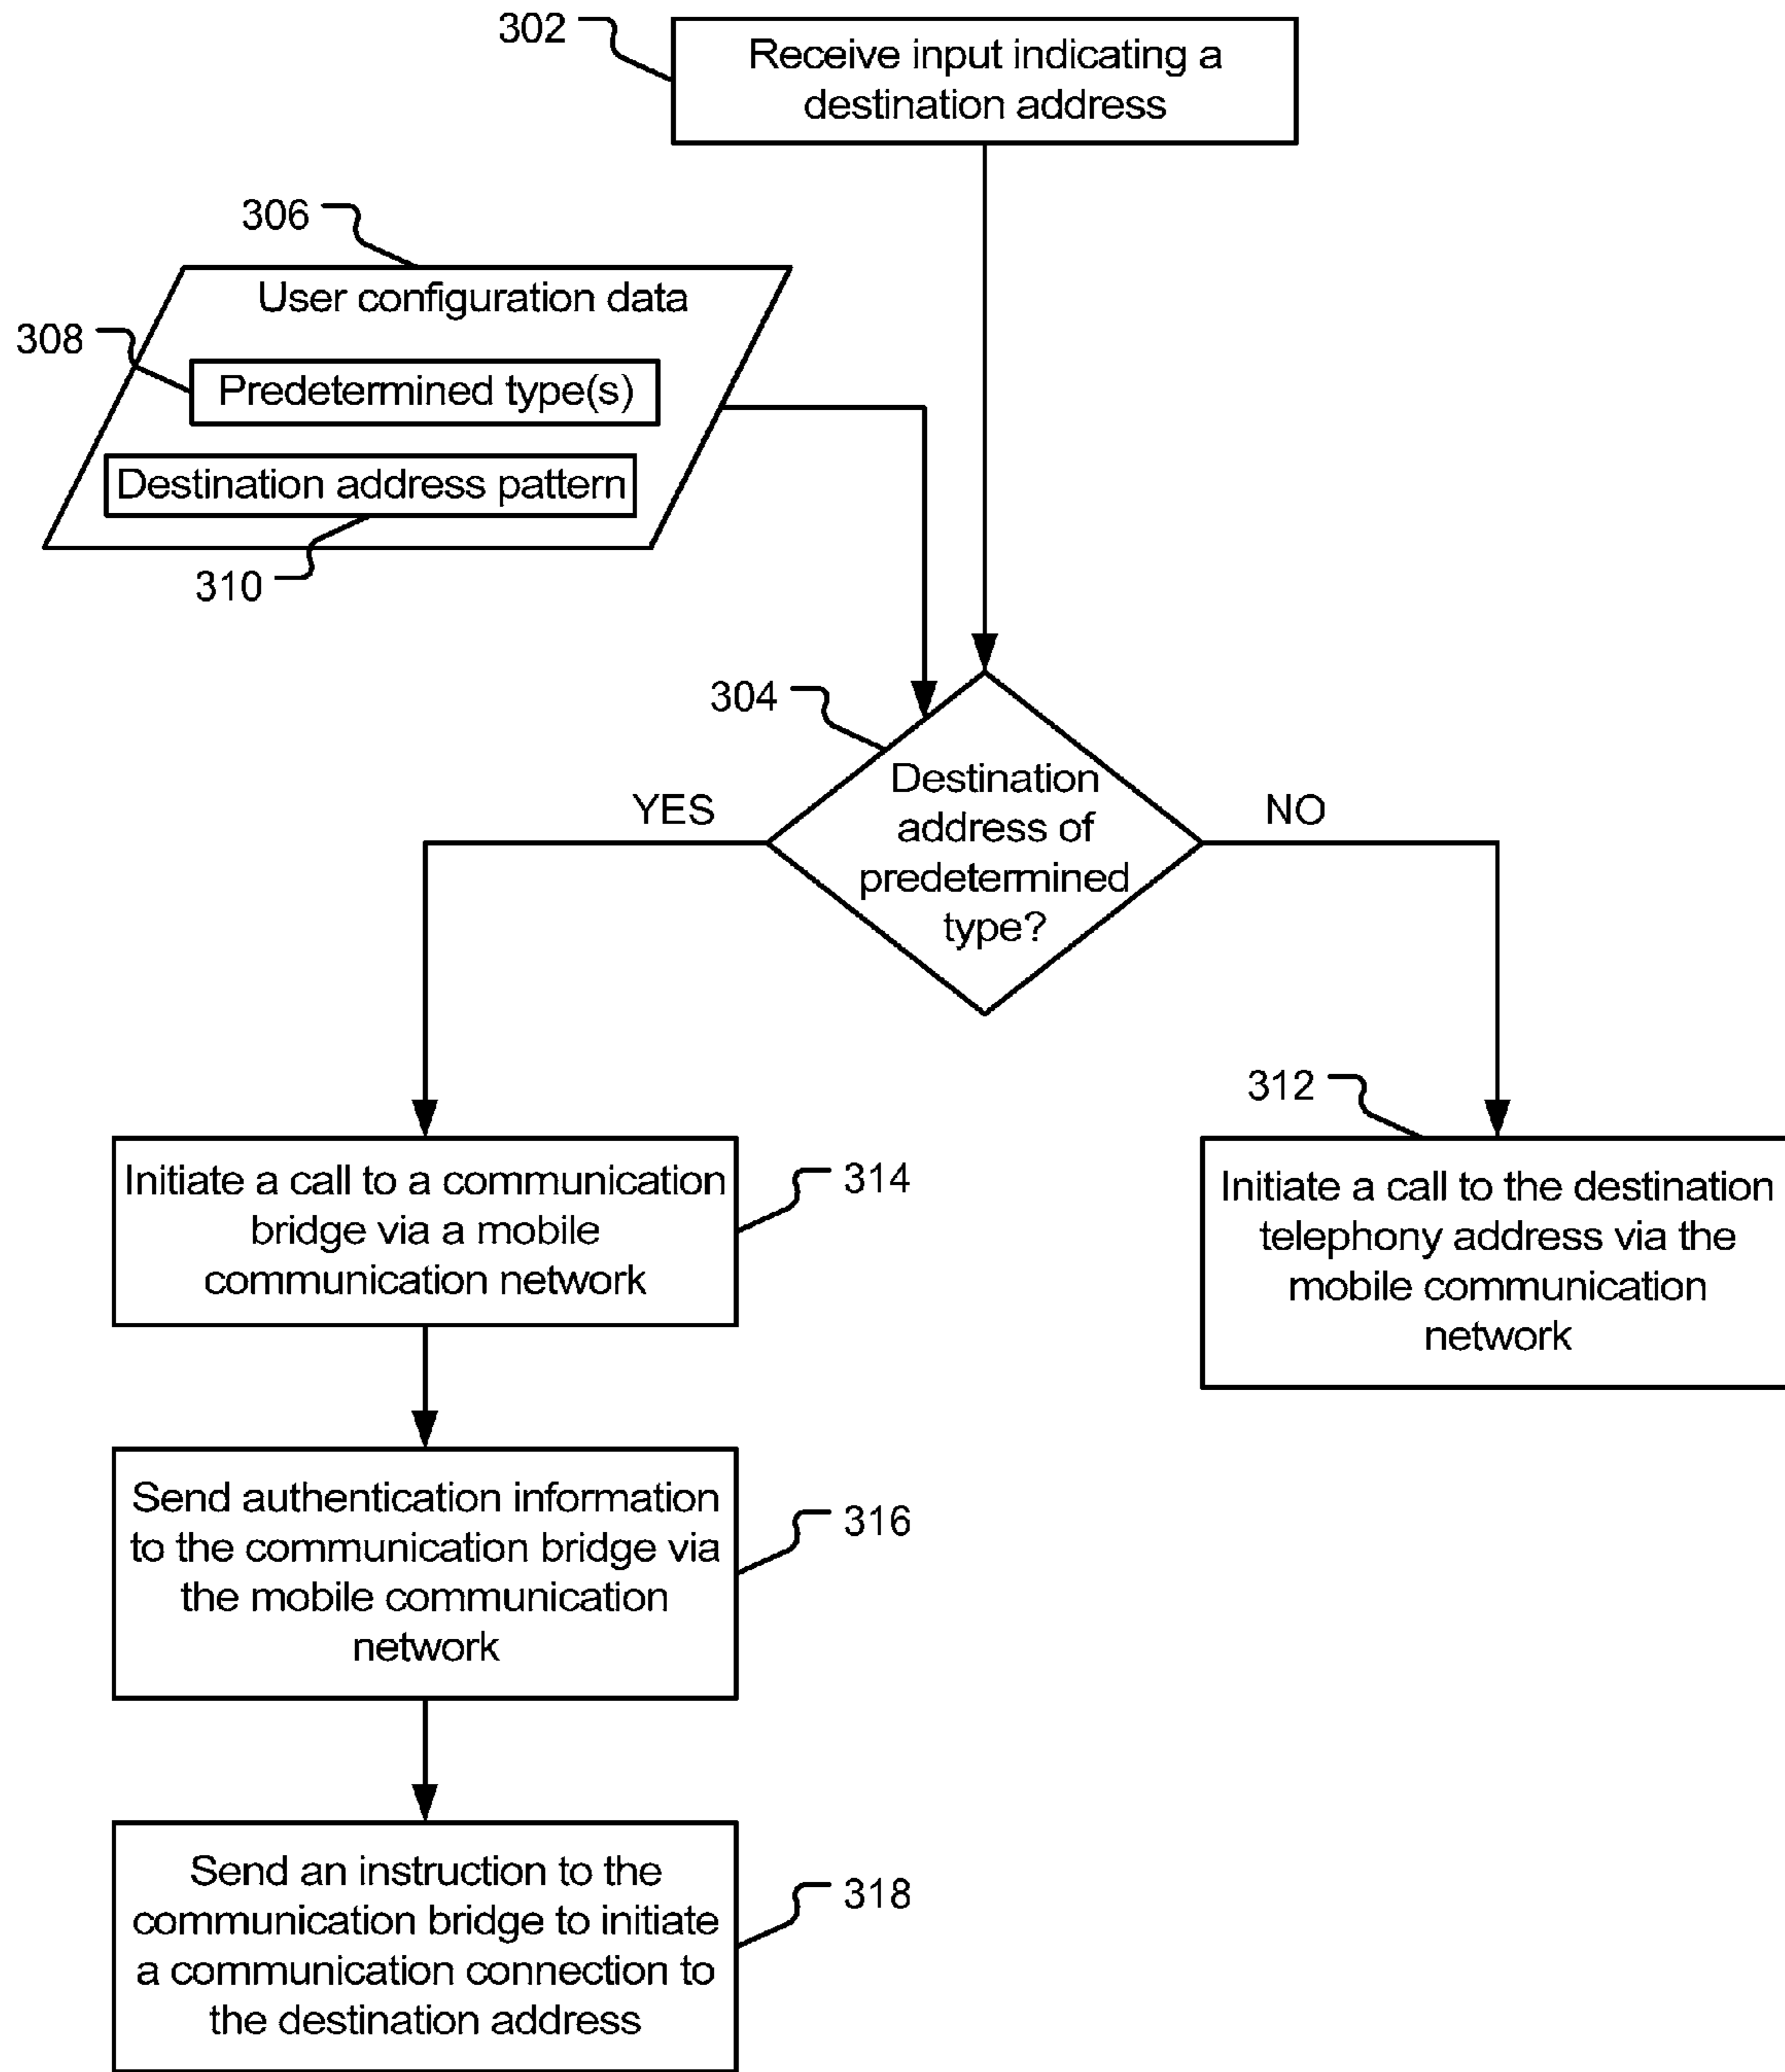 302
Receive input indicating a
destination address
306
User configuration data
308
Predetermined type(s)
Destination address pattern
310
304
Destination
address of
predetermined
type?
YES
NO
312
Initiate a call to the destination
telephony address via the
mobile communication
network
Initiate a call to a communication
bridge via a mobile
communication network
314
Send authentication information
to the communication bridge via
the mobile communication
network
316
Send an instruction to the
communication bridge to initiate
a communication connection to
the destination address
318